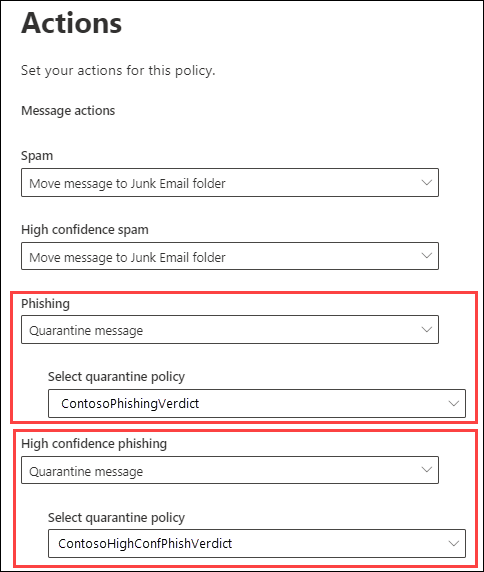 Actions
Set your actions for this policy.
Message actions
Spam
Move message to Junk Email folder
High confidence spam
Move message to Junk Email folder
Phishing
Quarantine message
Select quarantine policy
ContosoPhishingVerdict
High confidence phishing
Quarantine message
Select quarantine policy
ContosoHighConfPhishVerdict